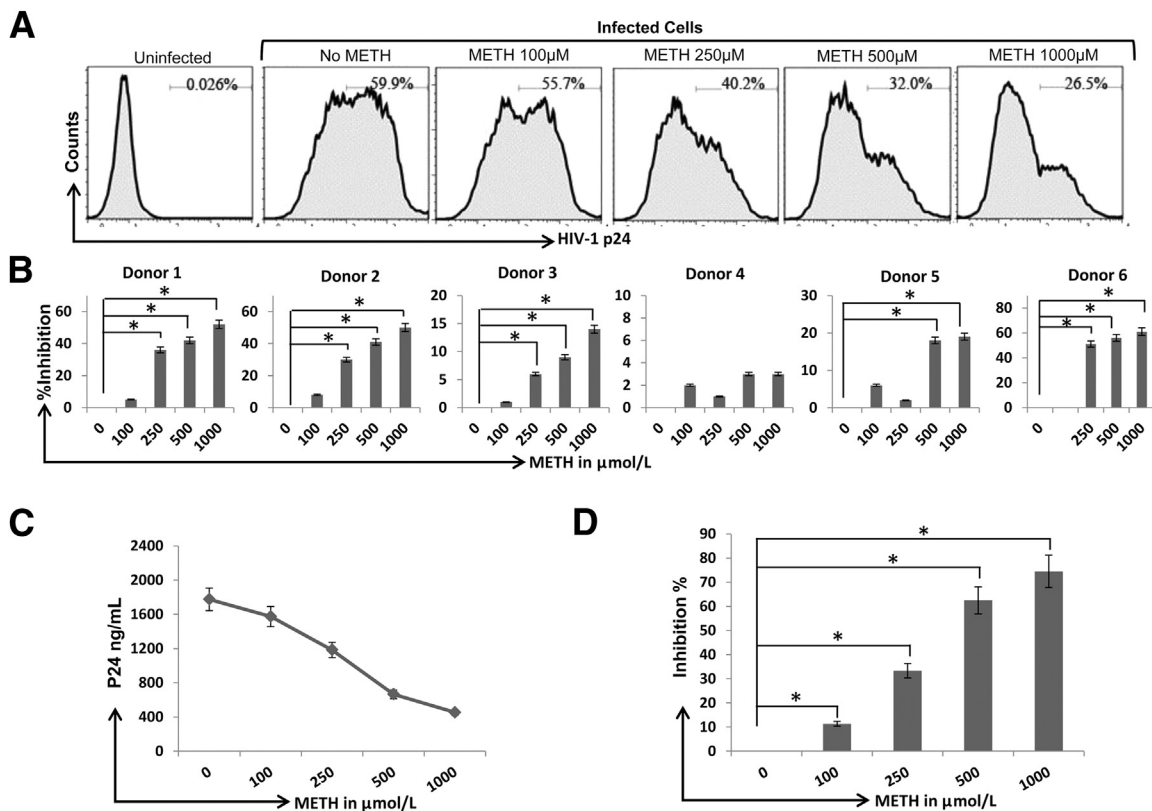 A
Infected Cells
Uninfected No METH METH 100µM METH 250µM METH 500µM METH 1000µM
0.026% 59.9% 55.7% 40.2% 32.0% 26.5%
Counts
HIV-1 p24
B
Donor 1 Donor 2 Donor 3 Donor 4 Donor 5 Donor 6
%Inhibition
60 40 20 0
* * *
0 100 250 500 1000
60 40 20 0
* * *
0 100 250 500 1000
20 15 10 5 0
* * *
0 100 250 500 1000
10 8 6 4 2 0
0 100 250 500 1000
30 20 10 0
* *
0 100 250 500 1000
80 60 40 20 0
* * *
0 250 500 1000
METH in µmol/L
C
P24 ng/mL
2400
2000
1600
1200
800
400
0
0 100 250 500 1000
METH in µmol/L
D
Inhibition %
90
80
70
60
50
40
30
20
10
0
* * * *
0 100 250 500 1000
METH in µmol/L